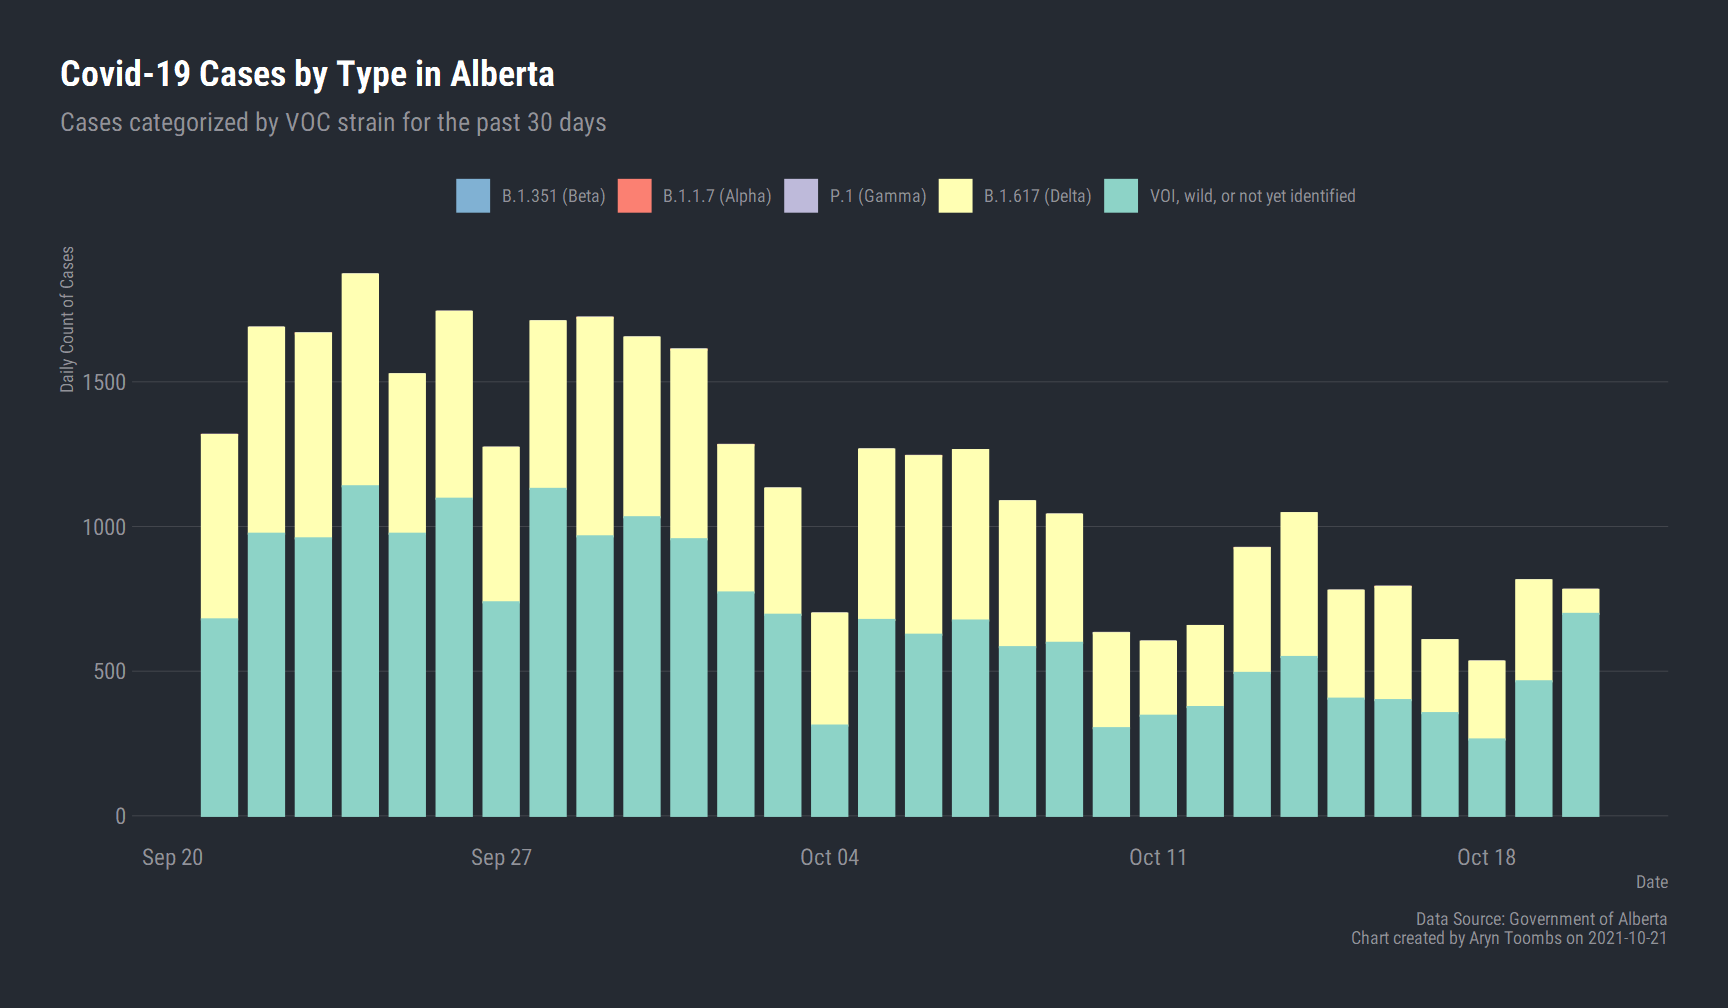 Covid-19 Cases by Type in Alberta
Cases categorized by VOC strain for the past 30 days
B.1.351 (Beta) B.1.1.7 (Alpha) P.1 (Gamma) B.1.617 (Delta) VOI, wild, or not yet identified
Daily Count of Cases
1500
1000
500
0
Sep 20 Sep 27 Oct 04 Oct 11 Oct 18
Date
Data Source: Government of Alberta
Chart created by Aryn Toombs on 2021-10-21